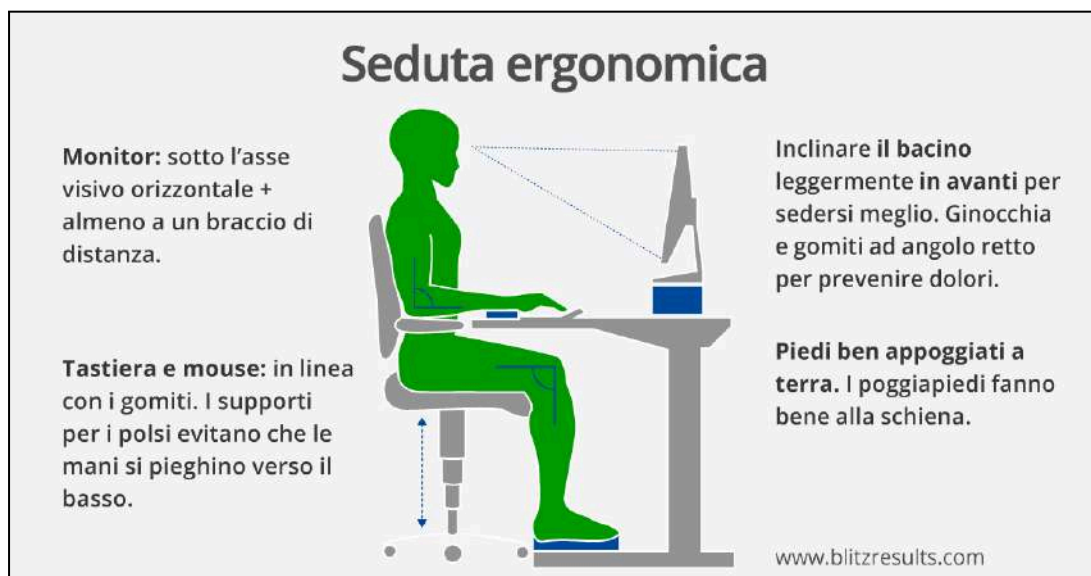 Seduta ergonomica
Monitor: sotto l'asse
visivo orizzontale +
almeno a un braccio di
distanza.
Tastiera e mouse: in linea
con i gomiti. I supporti
per i polsi evitano che le
mani si pieghino verso il
basso.
Inclinare il bacino
leggermente in avanti per
sedersi meglio. Ginocchia
e gomiti ad angolo retto
per prevenire dolori.
Piedi ben appoggiati a
terra. I poggiapiedi fanno
bene alla schiena.
www.blitzresults.com